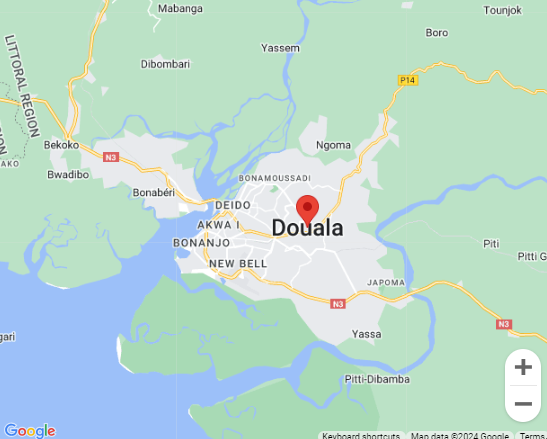 Mabanga
Tounjok
Boro
Yassem
LITTORAL REGION
Dibombari
P14
Bekoko
N3
Ngoma
Bwadibo
BONAMOUSSADI
Bonabéri
DEIDO
AKWA I
Douala
BONANJO
Piti
Piti G
NEW BELL
JAPOMA
N3
N3
Yassa
Pitti-Dibamba
Google
Keyboard shortcuts
Map data ©2024 Google
Terms